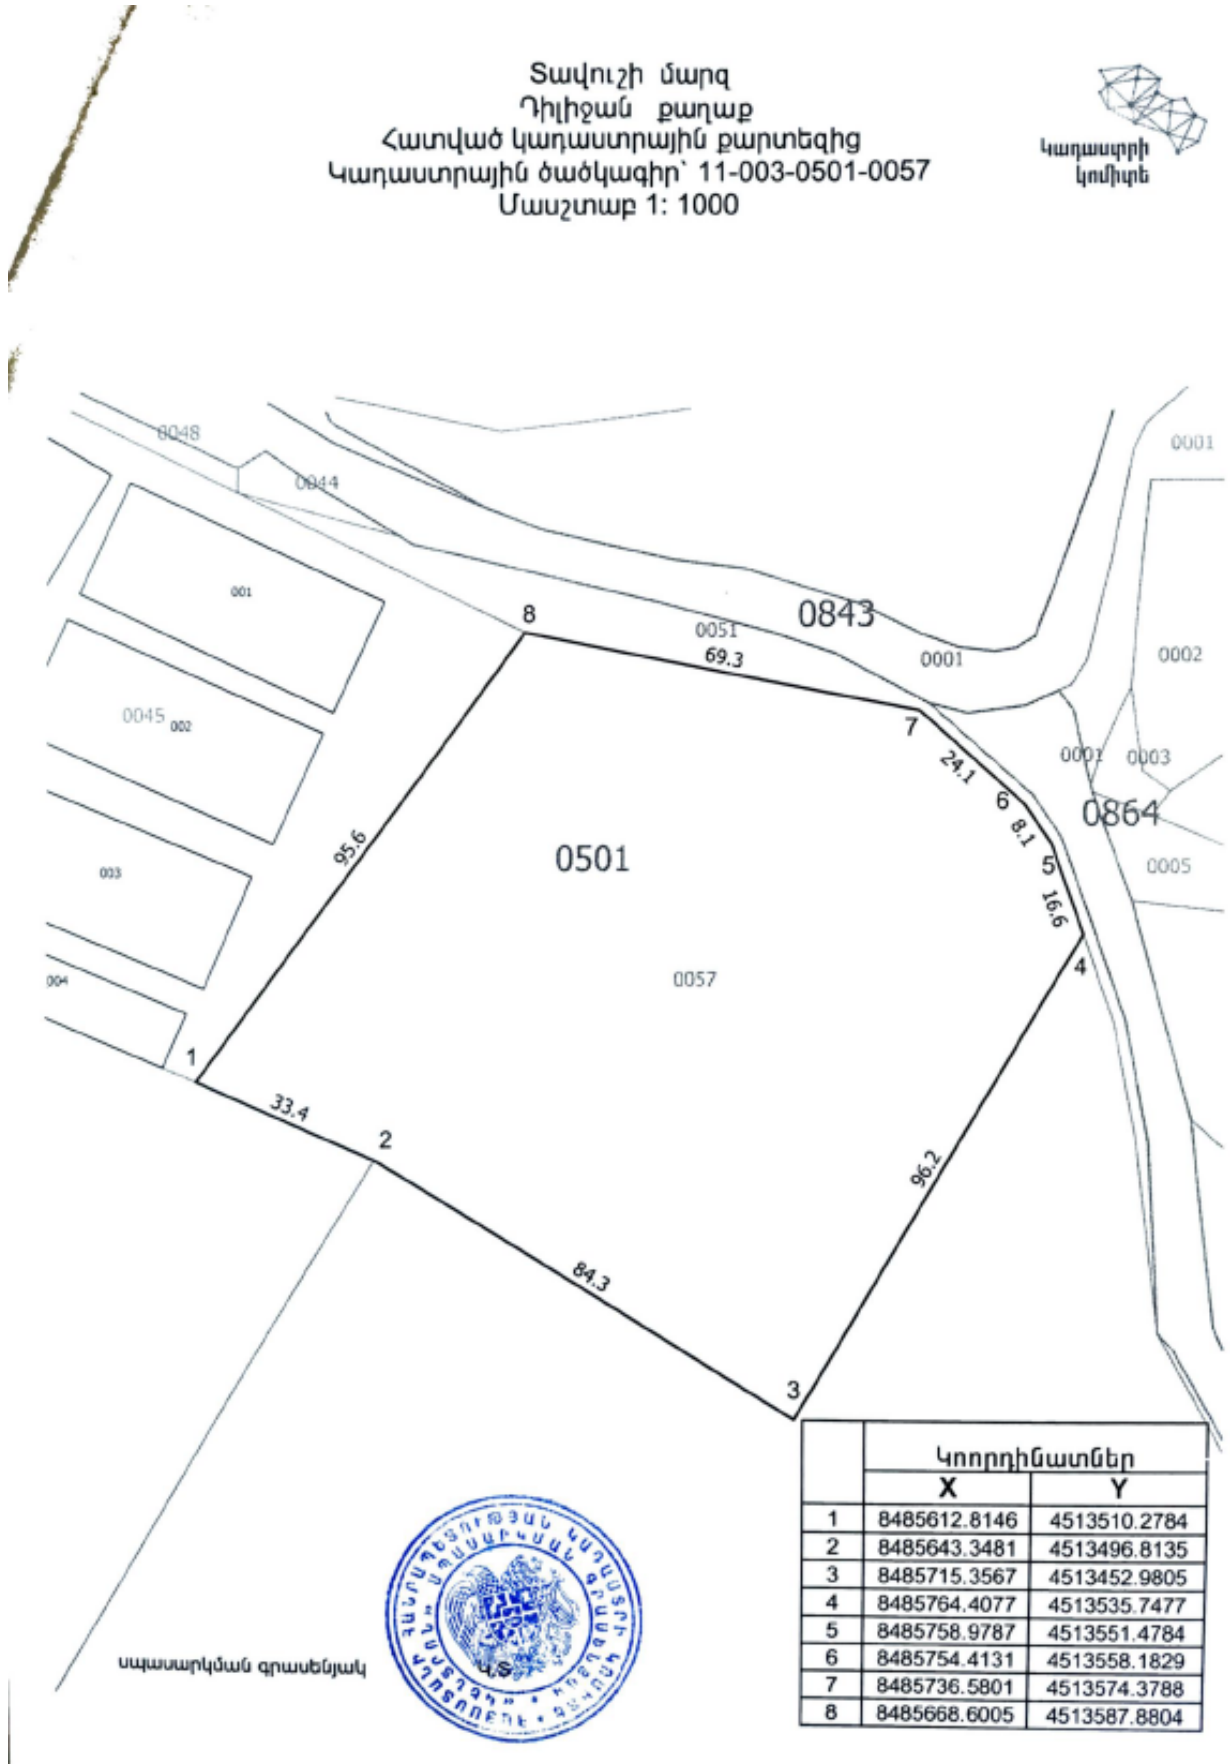 Տավուշի մարզ
Դիլիջան քաղաք
Հատված կադաստրային քարտեզից
Կադաստրային ծածկագիր՝ 11-003-0501-0057
Մասշտաբ 1: 1000
Կադաստրի
կոմիտե
0048
0044
0001
001
8
0051
0843
69.3
0001
0002
0045 002
7
24.1
0001
0003
6
0864
8.1
95.6
0501
5
0005
003
16.6
4
004
0057
1
33.4
2
96.2
84.3
3
Կոորդինատներ
X Y
1 8485612.8146 4513510.2784
2 8485643.3481 4513496.8135
3 8485715.3567 4513452.9805
4 8485764.4077 4513535.7477
5 8485758.9787 4513551.4784
6 8485754.4131 4513558.1829
7 8485736.5801 4513574.3788
8 8485668.6005 4513587.8804
սպասարկման գրասենյակ
Կ.Տ.